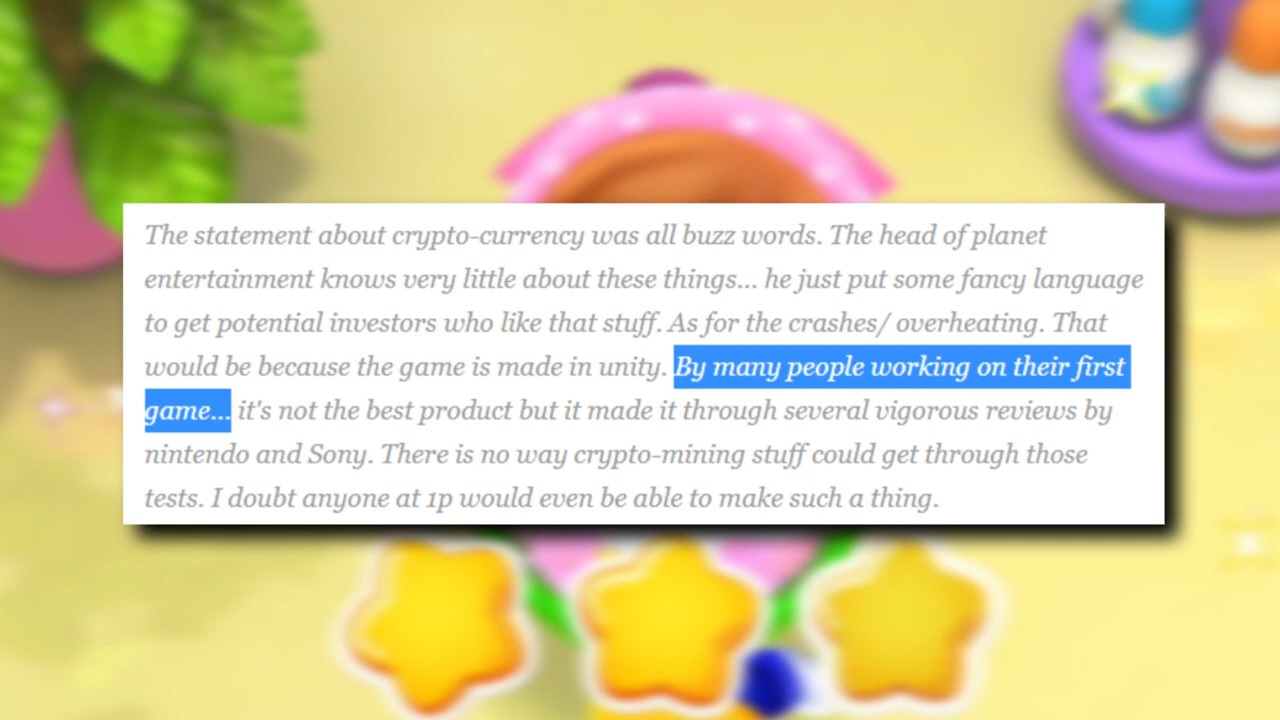 The statement about crypto-currency was all buzz words. The head of planet
entertainment knows very little about these things... he just put some fancy language
to get potential investors who like that stuff. As for the crashes/ overheating. That
would be because the game is made in unity. By many people working on their first
game... it's not the best product but it made it through several vigorous reviews by
nintendo and Sony. There is no way crypto-mining stuff could get through those
tests. I doubt anyone at 1p would even be able to make such a thing.